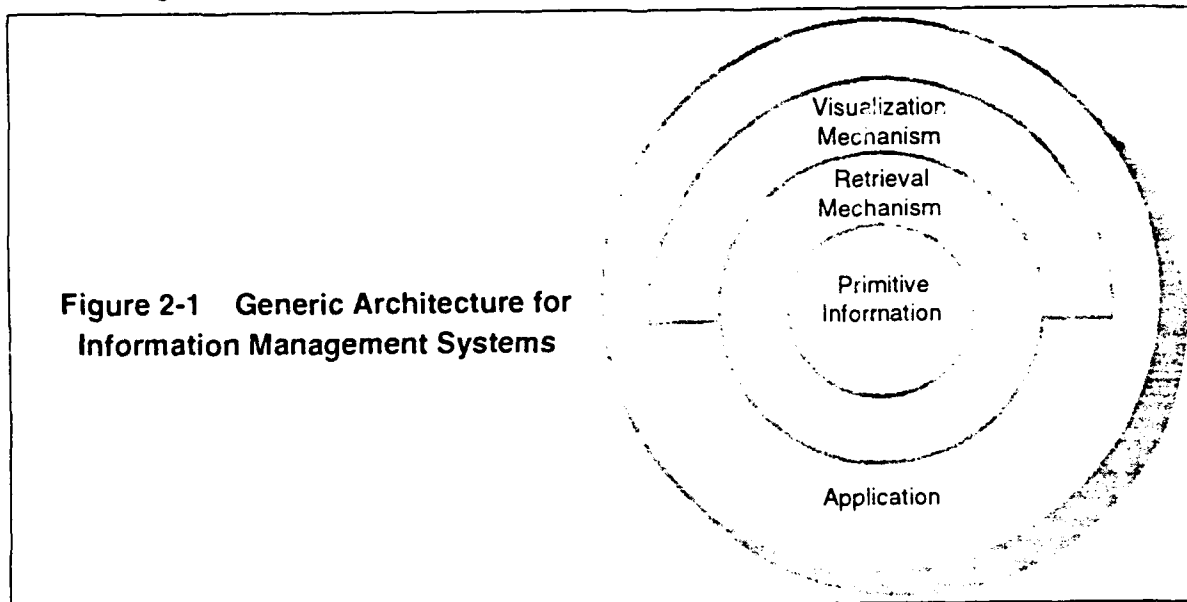 Figure 2-1 Generic Architecture for
Information Management Systems
Visualization
Mechanism
Retrieval
Mechanism
Primitive
Information
Application